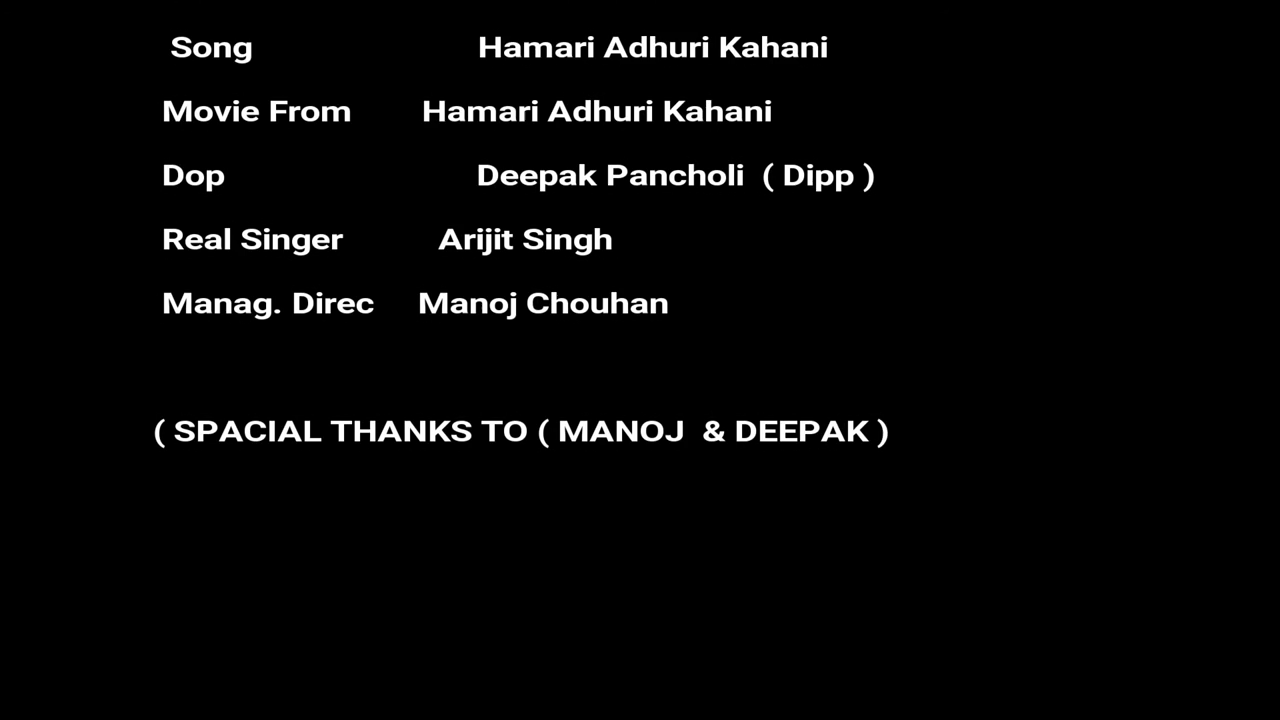 Song Hamari Adhuri Kahani
Movie From Hamari Adhuri Kahani
Dop Deepak Pancholi ( Dipp )
Real Singer Arijit Singh
Manag. Direc Manoj Chouhan
( SPACIAL THANKS TO ( MANOJ & DEEPAK )